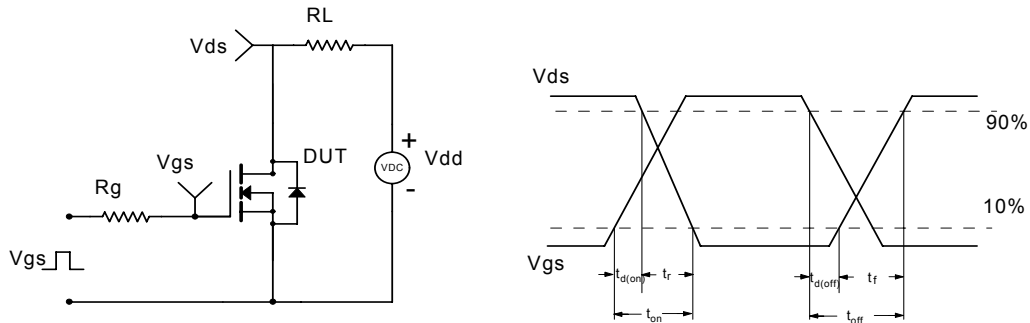 RL
Vds
DUT
Vgs
Rg
+
VDC
Vdd
-
Vgs
Vds
90%
10%
Vgs
td(on)
tr
td(off)
tf
ton
toff